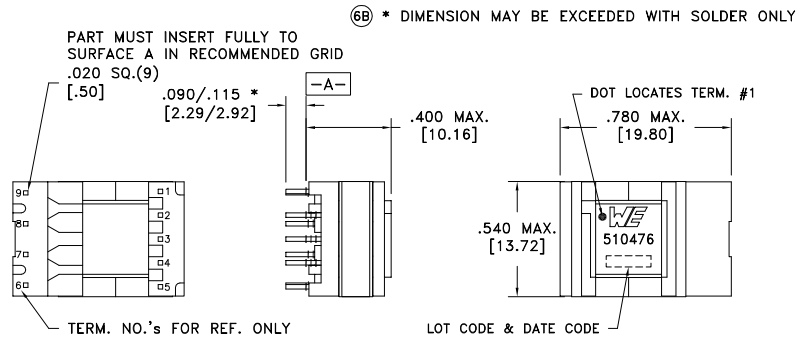 6B * DIMENSION MAY BE EXCEEDED WITH SOLDER ONLY
PART MUST INSERT FULLY TO
SURFACE A IN RECOMMENDED GRID
.020 SQ.(9)
[.50]
.090/.115 *
[2.29/2.92]
-A-
.400 MAX.
[10.16]
DOT LOCATES TERM. #1
.780 MAX.
[19.80]
9
8
7
6
1
2
3
4
5
.540 MAX.
[13.72]
WE
510476
TERM. NO.'s FOR REF. ONLY
LOT CODE & DATE CODE